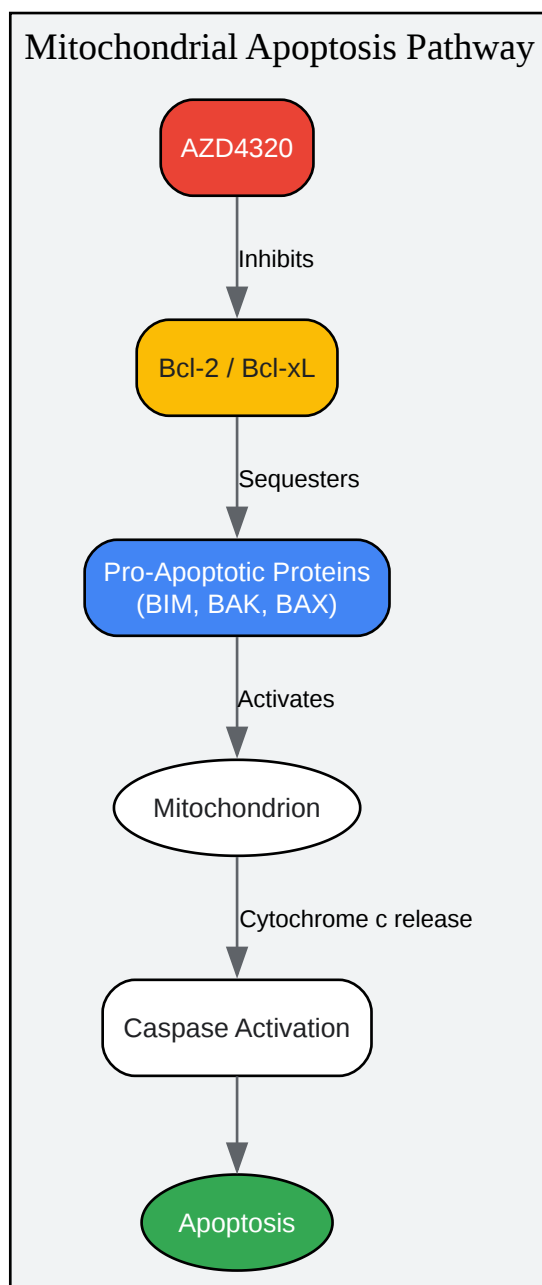 Mitochondrial Apoptosis Pathway
AZD4320
Inhibits
Bcl-2 / Bcl-xL
Sequesters
Pro-Apoptotic Proteins
(BIM, BAK, BAX)
Activates
Mitochondrion
Cytochrome c release
Caspase Activation
Apoptosis